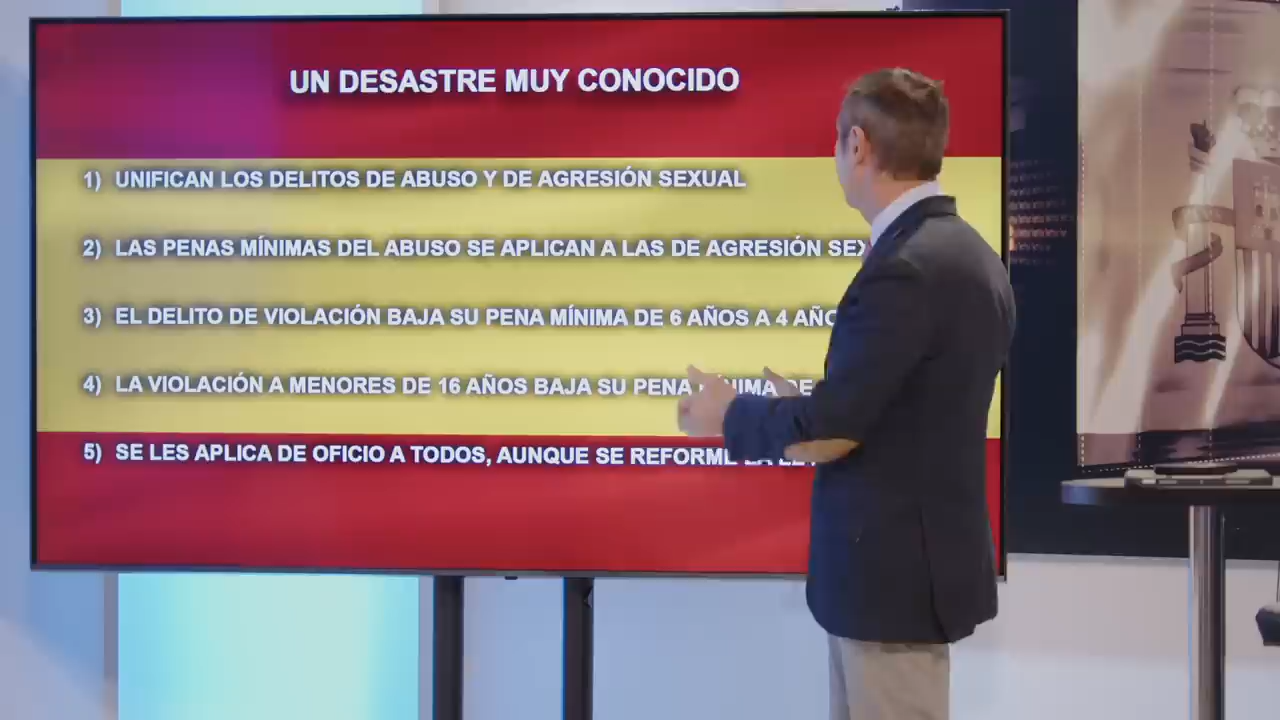 UN DESASTRE MUY CONOCIDO
1) UNIFICAN LOS DELITOS DE ABUSO Y DE AGRESIÓN SEXUAL
2) LAS PENAS MÍNIMAS DEL ABUSO SE APLICAN A LAS DE AGRESIÓN
3) EL DELITO DE VIOLACIÓN BAJA SU PENA MÍNIMA DE 6 AÑOS A 4
4) LA VIOLACIÓN A MENORES DE 16 AÑOS BAJA SU PENA MÍNIMA DE
5) SE LES APLICA DE OFICIO A TODOS, AUNQUE SE REFORME LA